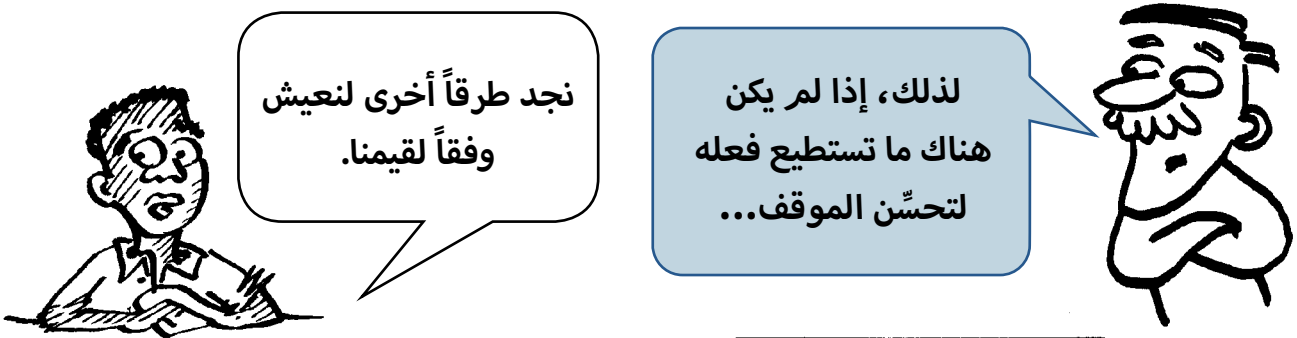 لذلك، إذا لم يكن
هناك ما تستطيع فعله
لتحسِّن الموقف...
نجد طرقاً أخرى لنعيش
وفقاً لقيمنا.